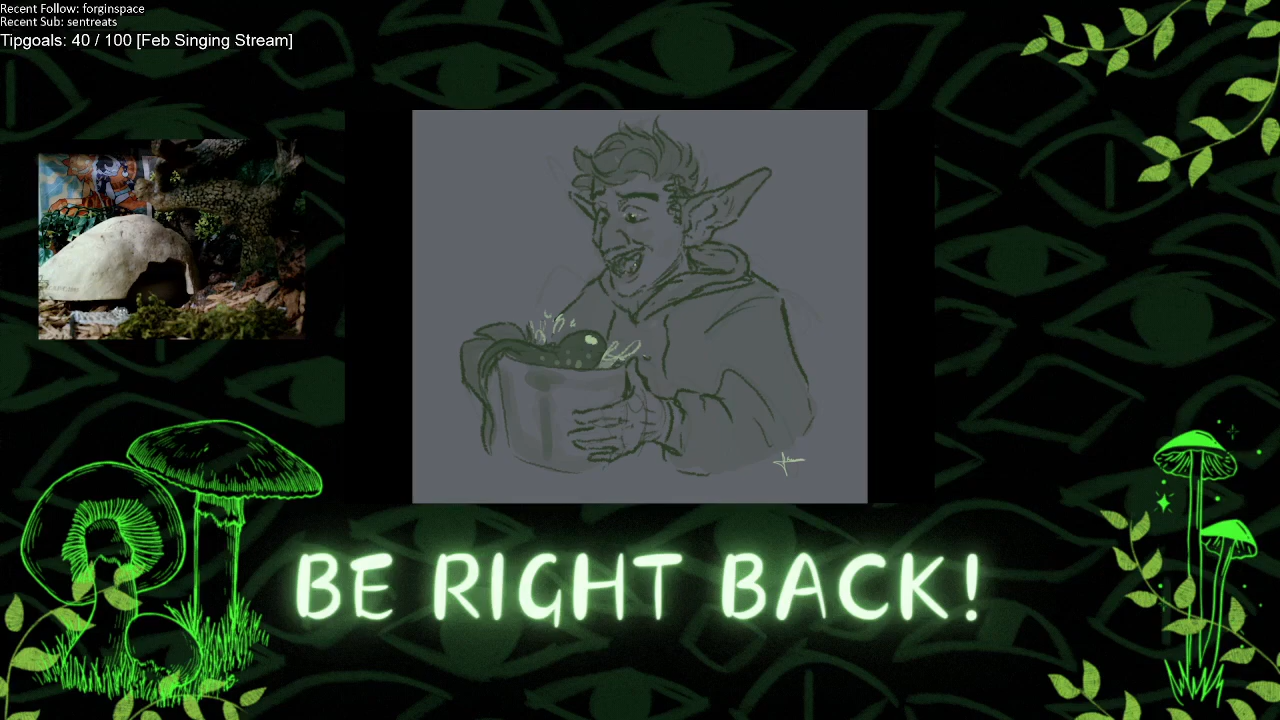 Recent Follow: forginspace
Recent Sub: sentreats
Tipgoals: 40 / 100 [Feb Singing Stream]
BE RIGHT BACK!